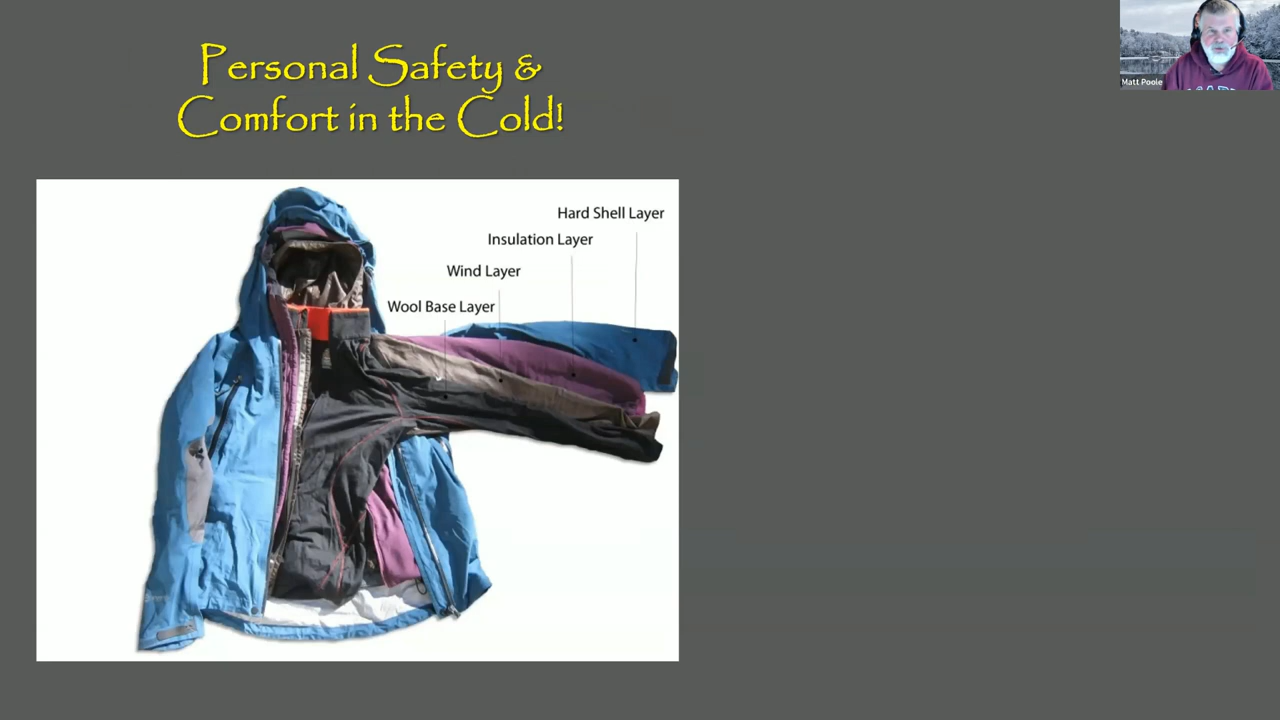 Personal Safety &
Comfort in the Cold!
Matt Poole
Hard Shell Layer
Insulation Layer
Wind Layer
Wool Base Layer